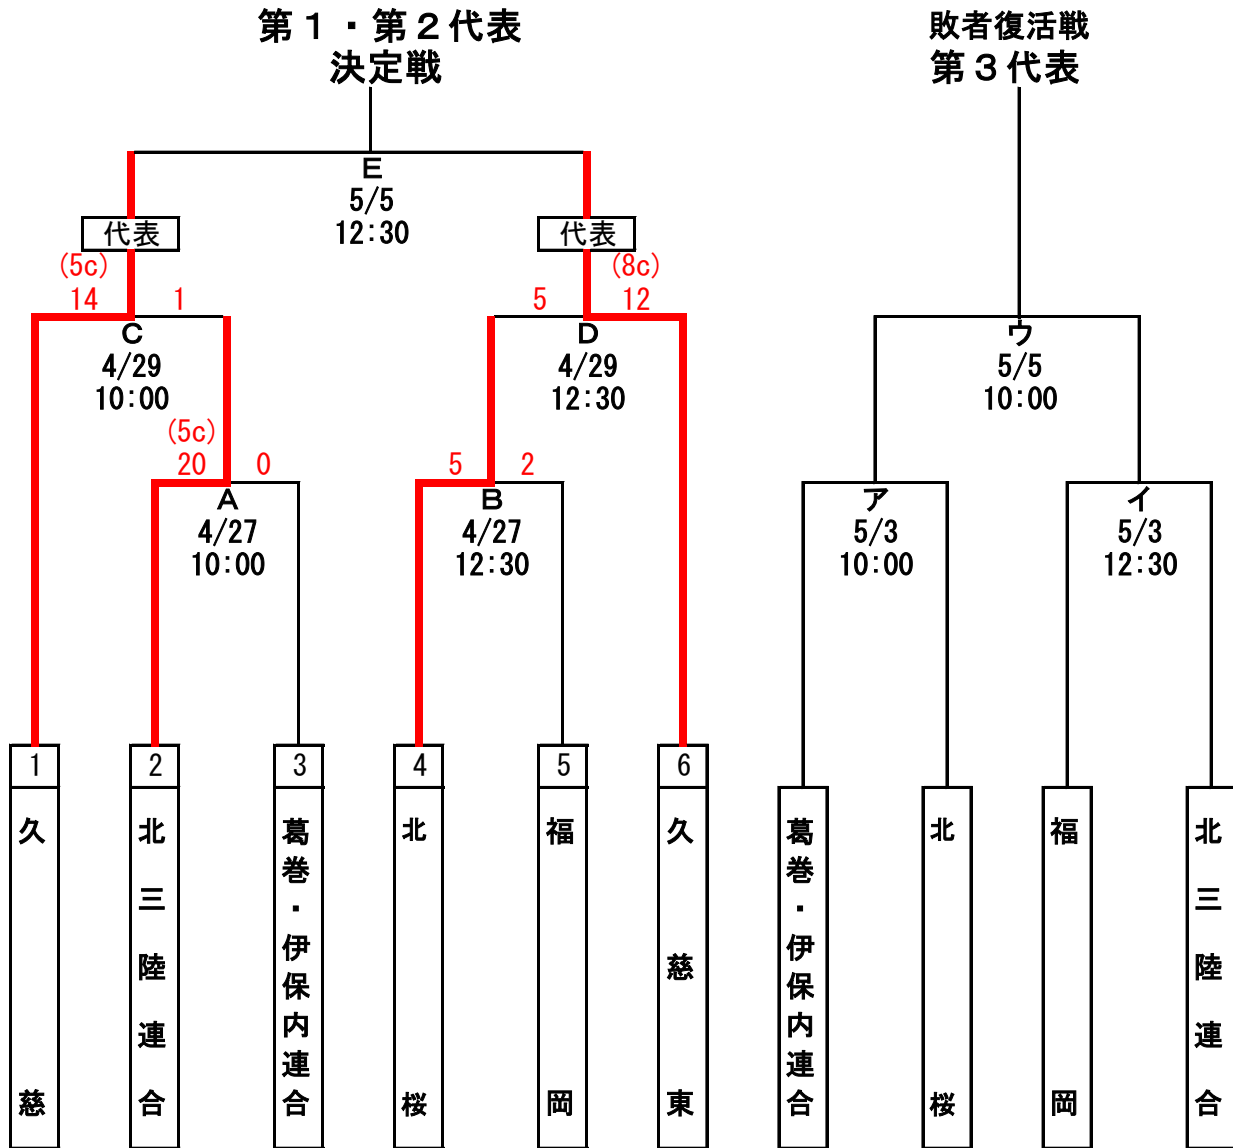 第１・第２代表
決定戦
敗者復活戦
第３代表
E
5/5
12:30
代表
代表
(5c)
14 1
C
4/29
10:00
(8c)
5 12
D
4/29
12:30
ウ
5/5
10:00
(5c)
20 0
A
4/27
10:00
5 2
B
4/27
12:30
ア
5/3
10:00
イ
5/3
12:30
1
久慈
2
北三陸連合
3
葛巻・伊保内連合
4
北桜
5
福岡
6
久慈東
葛巻・伊保内連合
北桜
福岡
北三陸連合